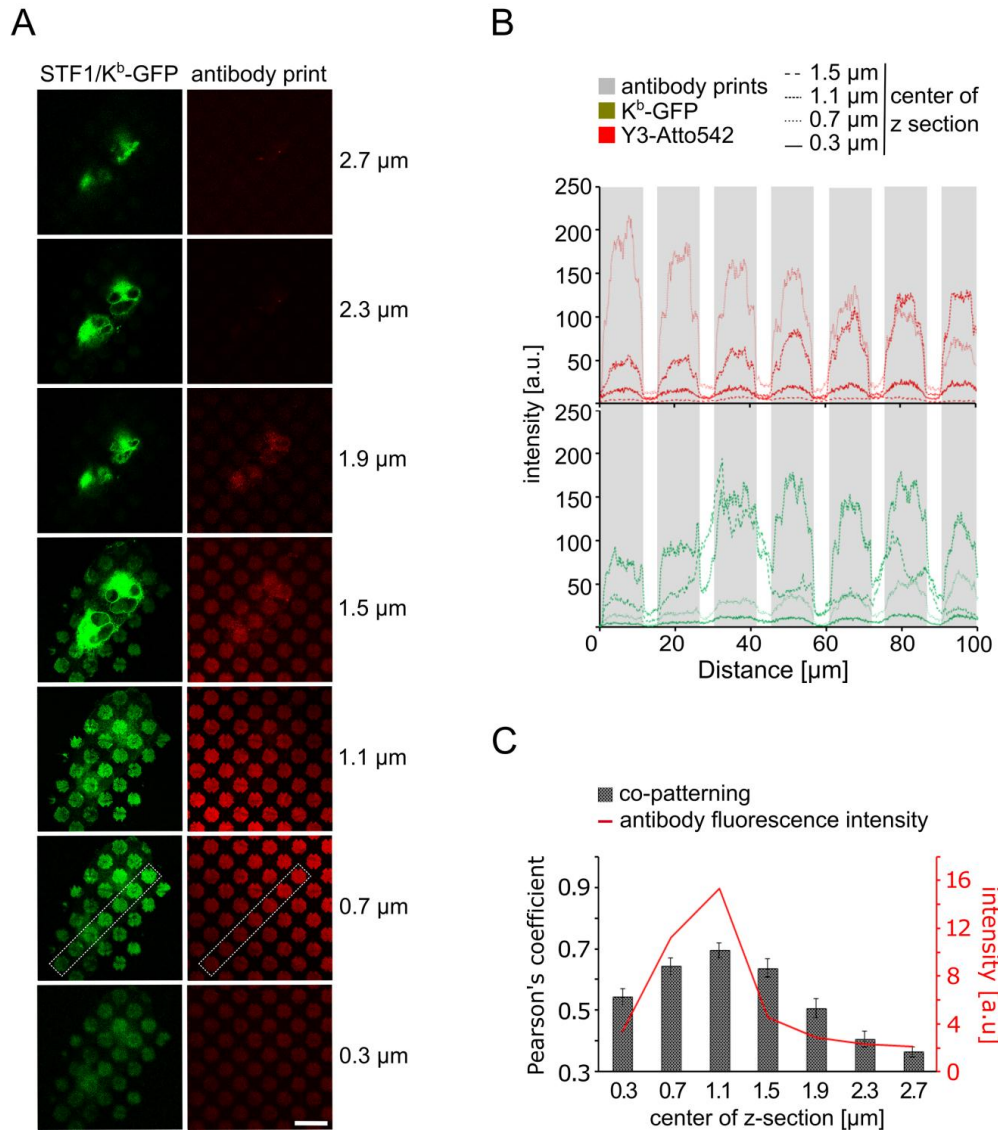 A
STF1/Kᵇ-GFP antibody print
2.7 µm
2.3 µm
1.9 µm
1.5 µm
1.1 µm
0.7 µm
0.3 µm
B
antibody prints
Kᵇ-GFP
Y3-Atto542
1.5 µm
1.1 µm
0.7 µm
0.3 µm
center of
z section
250
200
150
100
50
250
200
150
100
50
intensity [a.u.]
0 20 40 60 80 100
Distance [µm]
C
co-patterning
antibody fluorescence intensity
Pearson's coefficient
0.9
0.7
0.5
0.3
16
12
8
4
0
intensity [a.u]
0.3 0.7 1.1 1.5 1.9 2.3 2.7
center of z-section [µm]